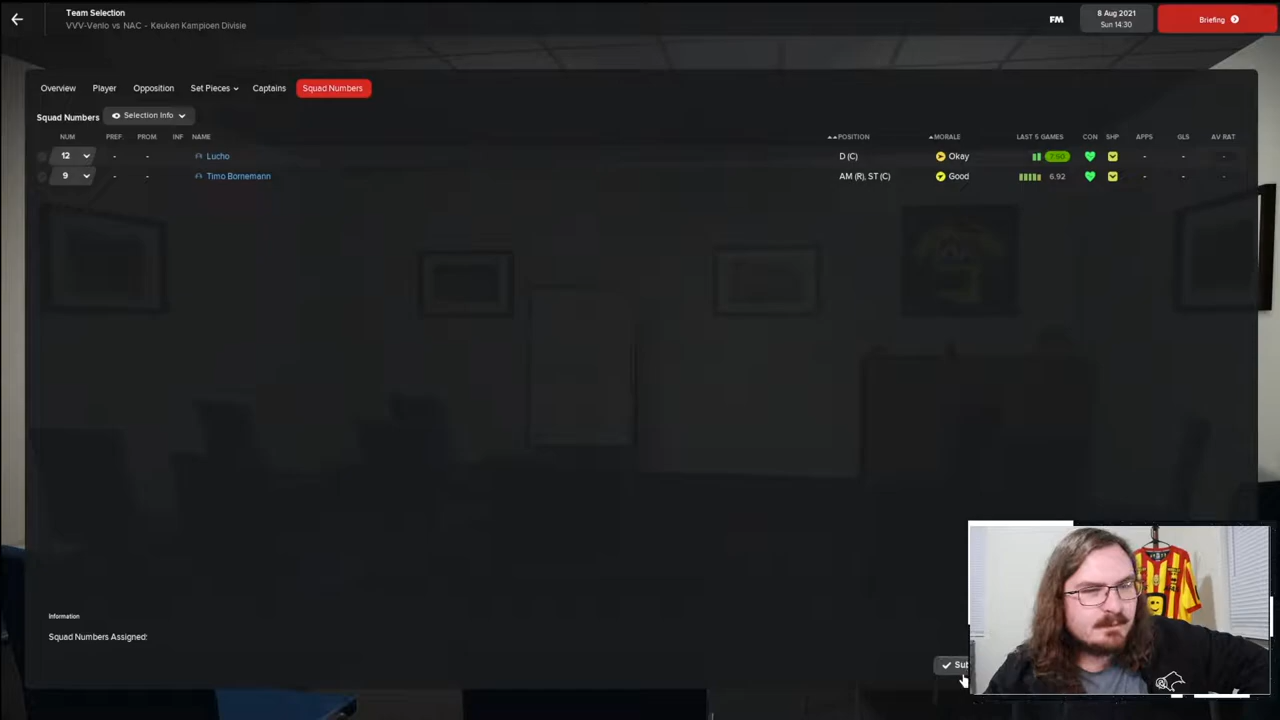 Team Selection
VVV-Venlo vs NAC - Keuken Kampioen Divisie
FM
8 Aug 2021
Sun 14:30
Briefing
Overview Player Opposition Set Pieces Captains Squad Numbers
Squad Numbers Selection Info
NUM PREF PROM INF NAME POSITION MORALE LAST 5 GAMES CON SHP APPS GLS AV RAT
12 - - Lucho D (C) Okay 7.50 - - -
9 - - Timo Bornemann AM (R), ST (C) Good 6.92 - - -
Information
Squad Numbers Assigned:
Sub